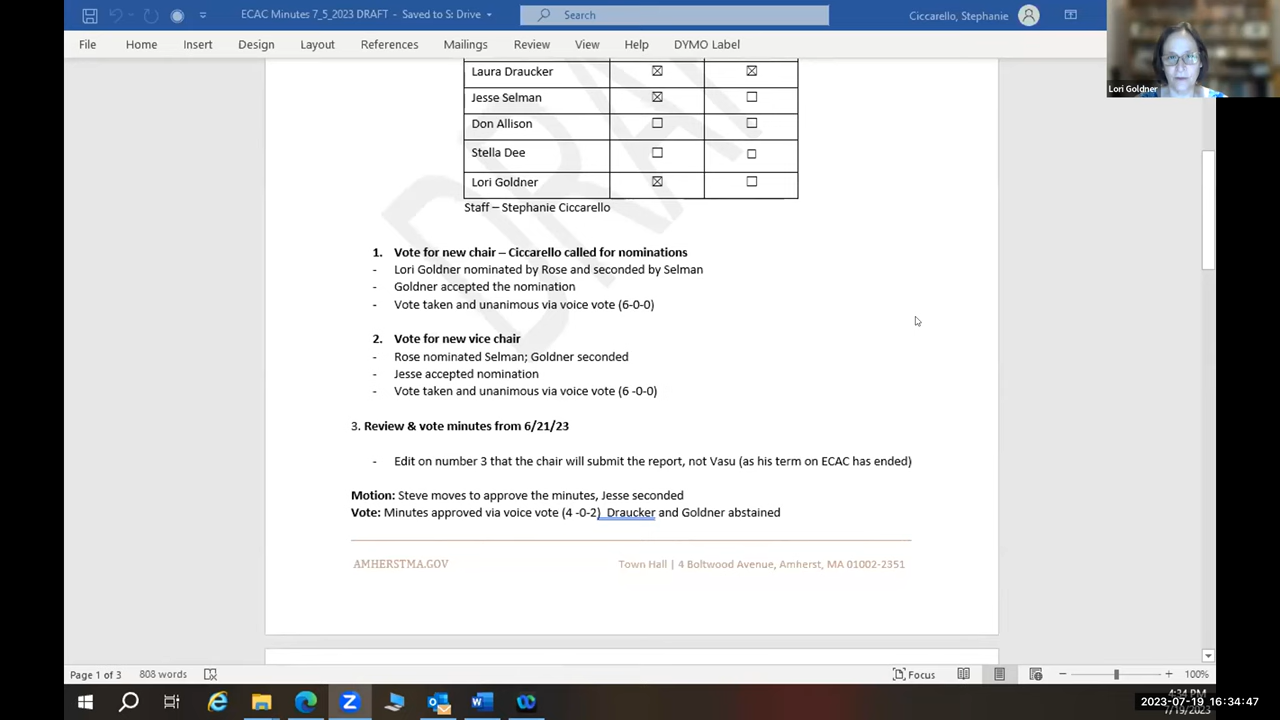 ECAC Minutes 7_5_2023 DRAFT - Saved to S: Drive
Search
Ciccarello, Stephanie
File Home Insert Design Layout References Mailings Review View Help DYMO Label
Lori Goldner
DRAFT
Laura Draucker ☒ ☒
Jesse Selman ☒ ☐
Don Allison ☐ ☐
Stella Dee ☐ ☐
Lori Goldner ☒ ☐
Staff – Stephanie Ciccarello
1. Vote for new chair – Ciccarello called for nominations
- Lori Goldner nominated by Rose and seconded by Selman
- Goldner accepted the nomination
- Vote taken and unanimous via voice vote (6-0-0)
2. Vote for new vice chair
- Rose nominated Selman; Goldner seconded
- Jesse accepted nomination
- Vote taken and unanimous via voice vote (6 -0-0)
3. Review & vote minutes from 6/21/23
- Edit on number 3 that the chair will submit the report, not Vasu (as his term on ECAC has ended)
Motion: Steve moves to approve the minutes, Jesse seconded
Vote: Minutes approved via voice vote (4 -0-2) Draucker and Goldner abstained
AMHERSTMA.GOV Town Hall | 4 Boltwood Avenue, Amherst, MA 01002-2351
Page 1 of 3 808 words Focus 100%
4:34 PM
2023-07-19 16:34:47
7/19/2023